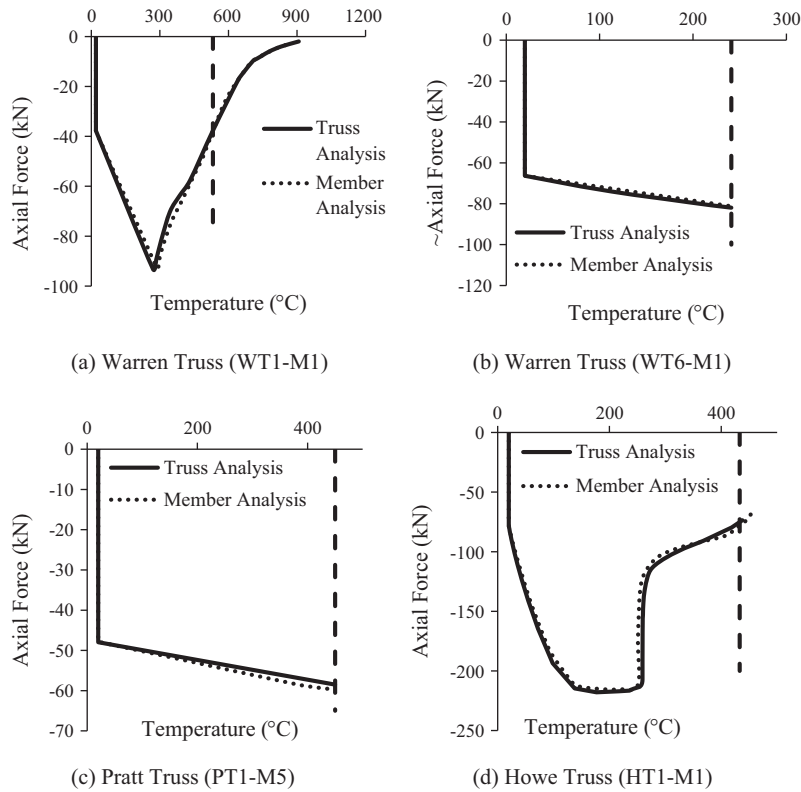 0 300 600 900 1200
0
-20
-40
-60
-80
-100
Axial Force (kN)
Truss
Analysis
Member
Analysis
Temperature (°C)
(a) Warren Truss (WT1-M1)
0 100 200 300
0
-20
-40
-60
-80
-100
-120
~Axial Force (kN)
Truss Analysis
Member Analysis
Temperature (°C)
(b) Warren Truss (WT6-M1)
0 200 400
0
-10
-20
-30
-40
-50
-60
-70
Axial Force (kN)
Truss Analysis
Member Analysis
Temperature (°C)
(c) Pratt Truss (PT1-M5)
0 200 400
0
-50
-100
-150
-200
-250
Axial Force (kN)
Truss Analysis
Member Analysis
Temperature (°C)
(d) Howe Truss (HT1-M1)